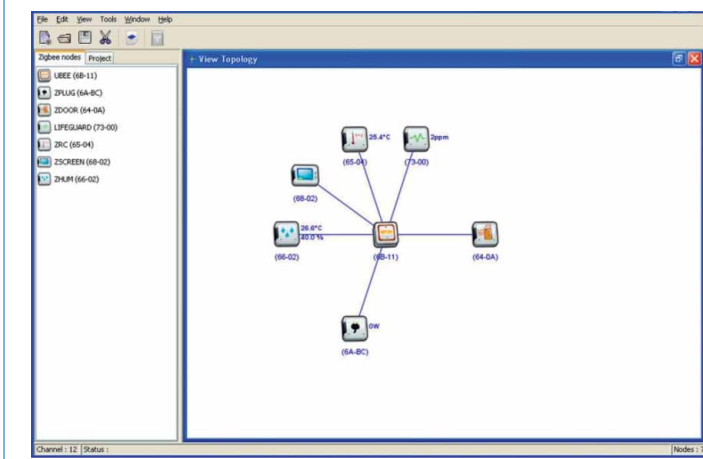 File Edit View Tools Window Help
Zigbee nodes Project
UBEE (6B-11)
ZPLUG (6A-BC)
ZDOOR (64-0A)
LIFEGUARD (73-00)
ZRC (65-04)
ZSCREEN (68-02)
ZHUM (66-02)
View Topology
25.4°C
2ppm
(65-04)
(73-00)
(68-02)
26.6°C
40.0 %
(66-02)
(6B-11)
(64-0A)
0W
(6A-BC)
Channel : 12 Status :
Nodes : 7